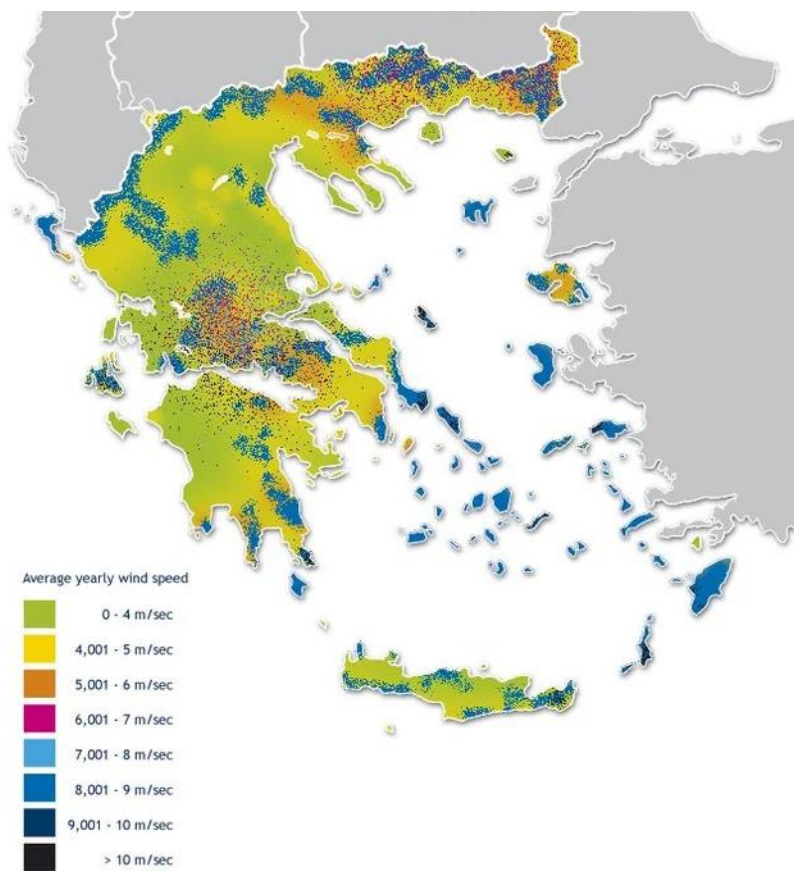 Average yearly wind speed
0 - 4 m/sec
4,001 - 5 m/sec
5,001 - 6 m/sec
6,001 - 7 m/sec
7,001 - 8 m/sec
8,001 - 9 m/sec
9,001 - 10 m/sec
> 10 m/sec